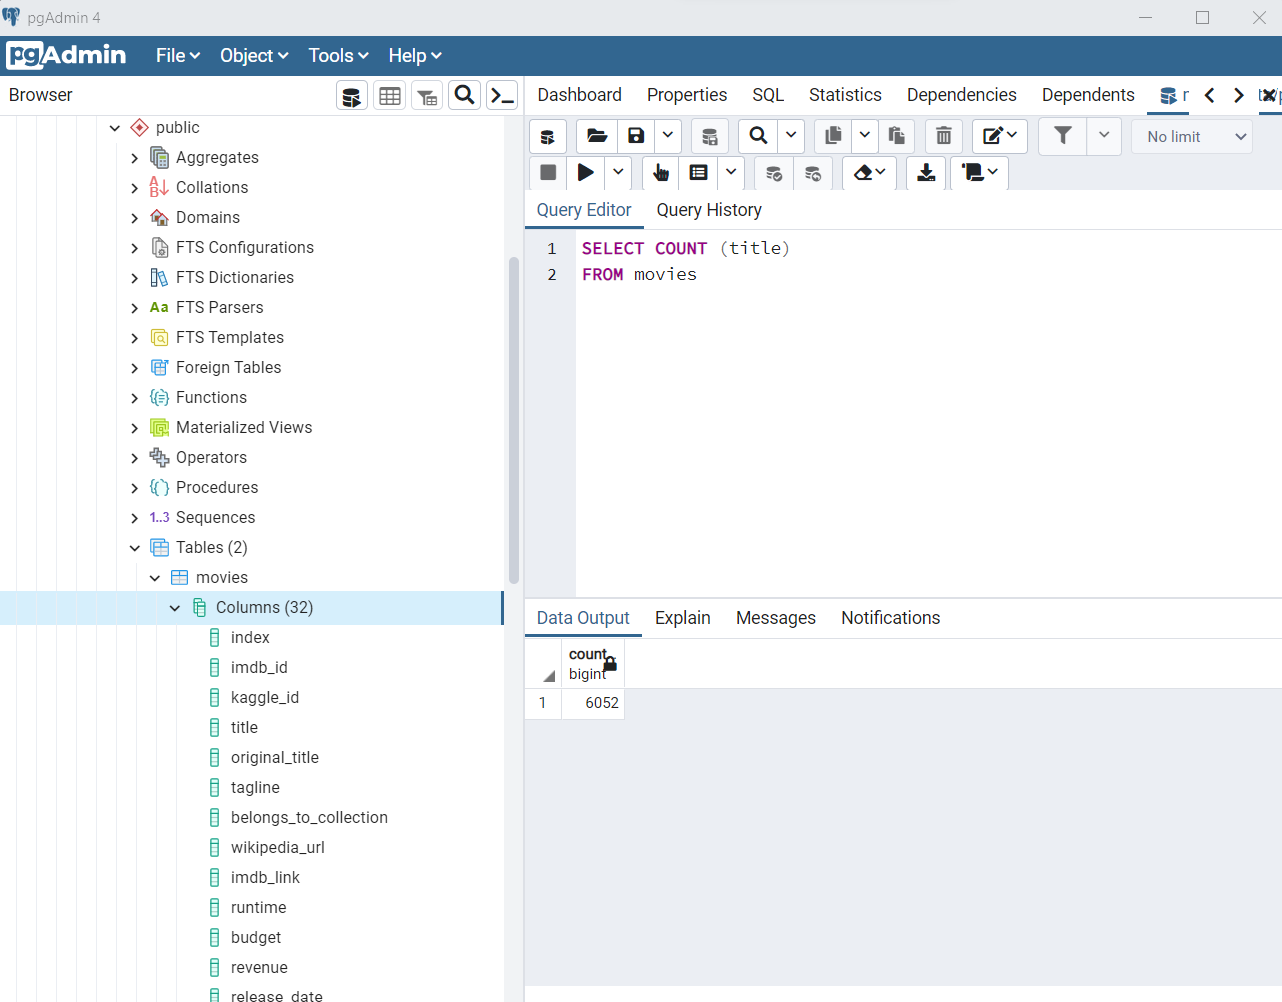 pgAdmin 4
pgAdmin File Object Tools Help
Browser
Dashboard Properties SQL Statistics Dependencies Dependents
No limit
Query Editor Query History
1 SELECT COUNT (title)
2 FROM movies
public
Aggregates
Collations
Domains
FTS Configurations
FTS Dictionaries
Aa FTS Parsers
FTS Templates
Foreign Tables
Functions
Materialized Views
Operators
Procedures
1..3 Sequences
Tables (2)
movies
Columns (32)
index
imdb_id
kaggle_id
title
original_title
tagline
belongs_to_collection
wikipedia_url
imdb_link
runtime
budget
revenue
release_date
Data Output Explain Messages Notifications
count
bigint
1 6052